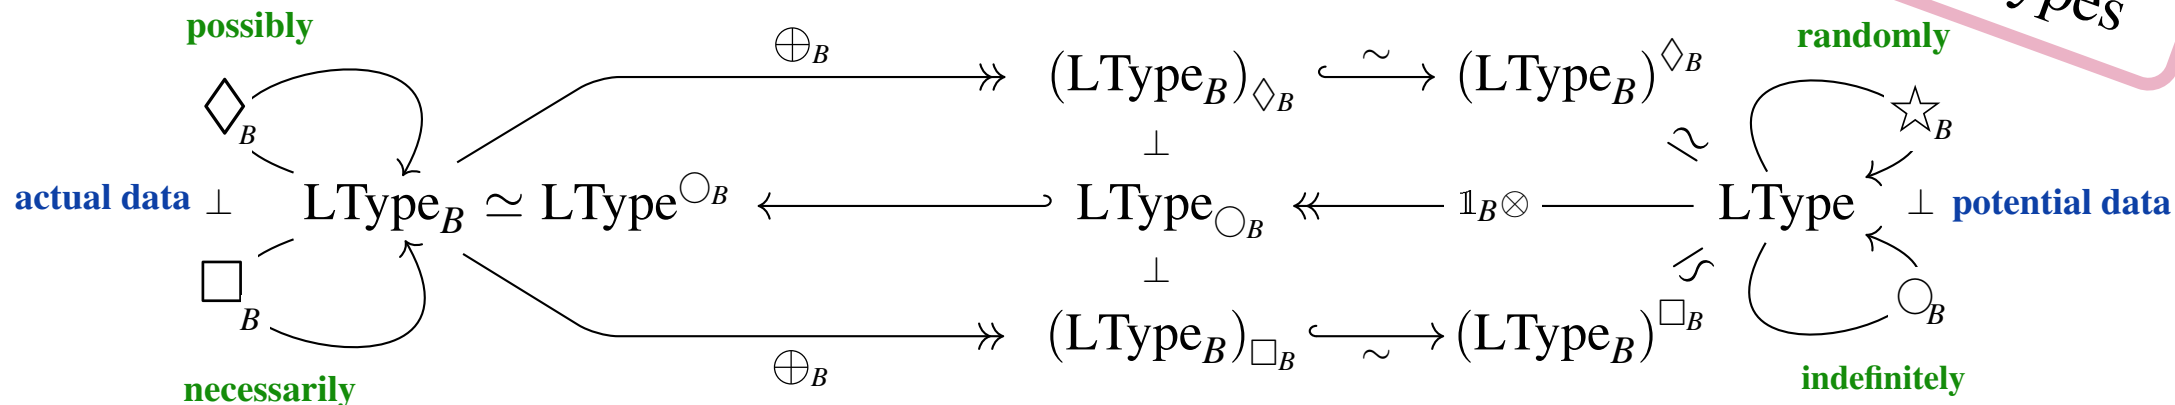 possibly
randomly
ypes
⊕_B
◇_B
(LType_B)_{◇_B} ∼ (LType_B)^{◇_B}
☆_B
⊥ ≃
actual data ⊥ LType_B ≃ LType^{○_B} LType_{○_B} 𝟙_B⊗ LType ⊥ potential data
⊥ ≃
□_B
○_B
(LType_B)_{□_B} ∼ (LType_B)^{□_B}
⊕_B
necessarily
indefinitely